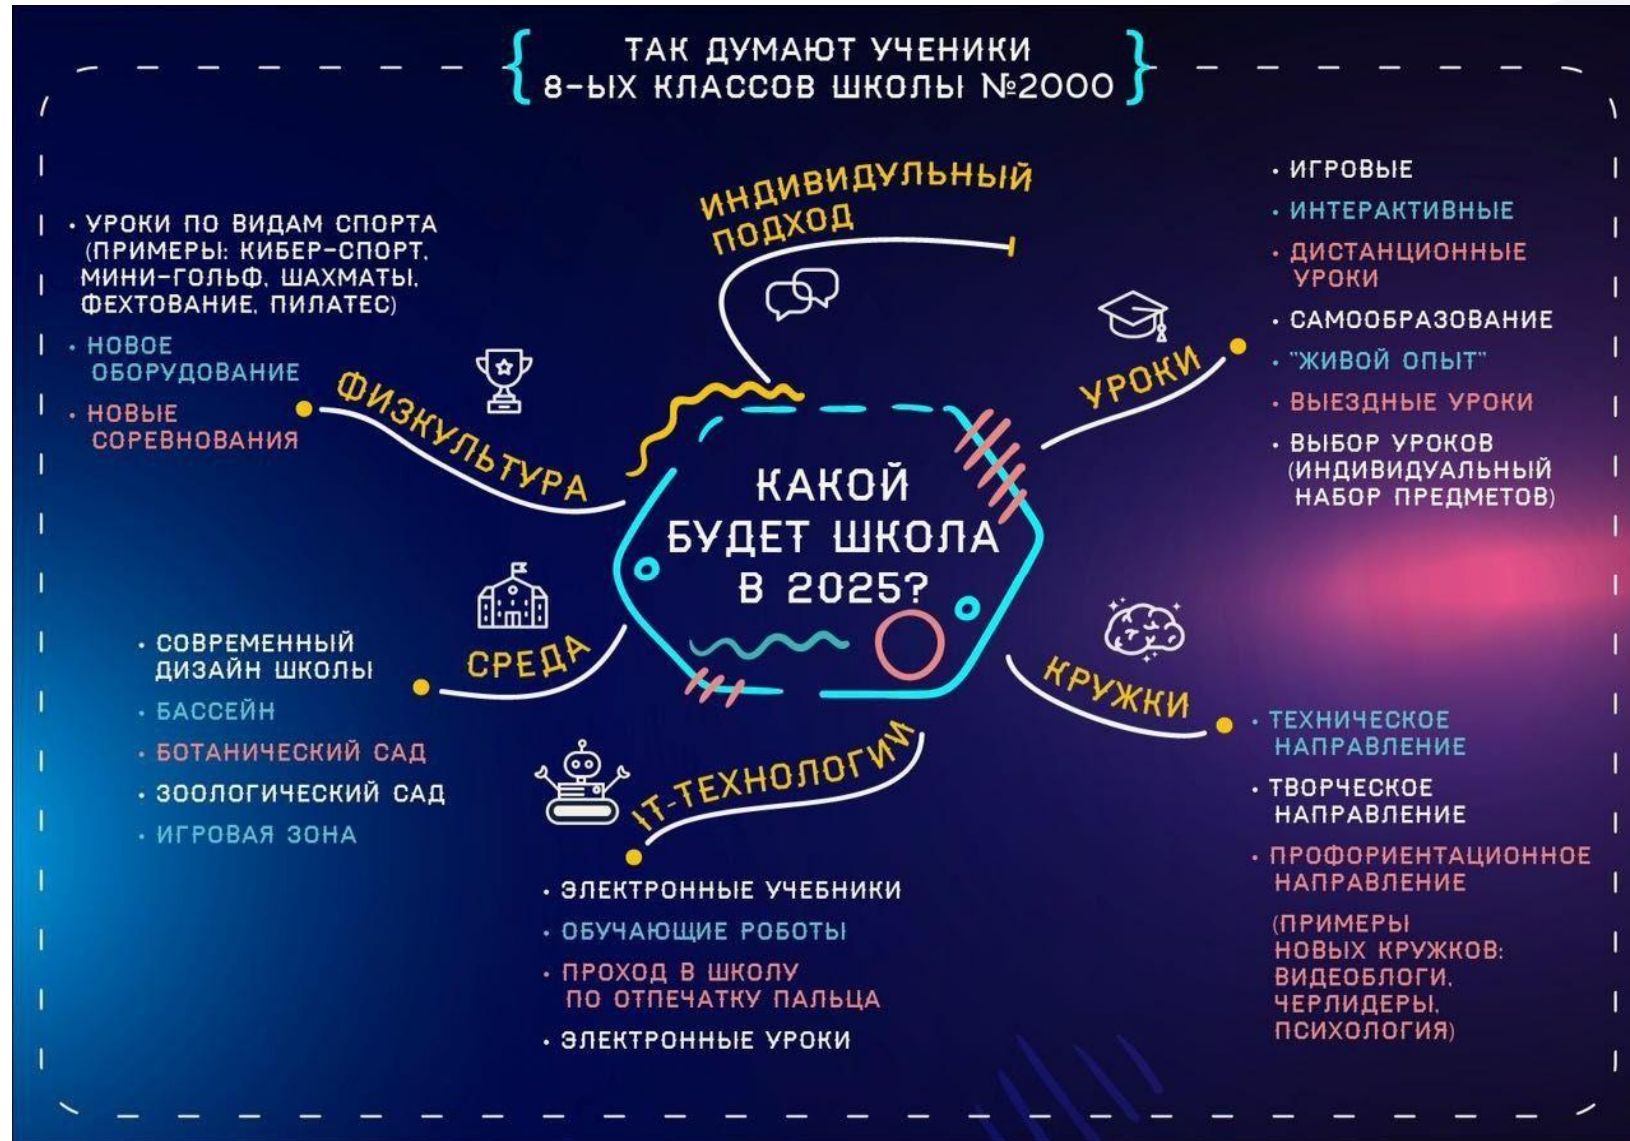 ТАК ДУМАЮТ УЧЕНИКИ
8-ЫХ КЛАССОВ ШКОЛЫ №2000
ИНДИВИДУЛЬНЫЙ
ПОДХОД
• УРОКИ ПО ВИДАМ СПОРТА
(ПРИМЕРЫ: КИБЕР-СПОРТ,
МИНИ-ГОЛЬФ, ШАХМАТЫ,
ФЕХТОВАНИЕ, ПИЛАТЕС)
• НОВОЕ
ОБОРУДОВАНИЕ
• НОВЫЕ
СОРЕВНОВАНИЯ
ФИЗКУЛЬТУРА
УРОКИ
• ИГРОВЫЕ
• ИНТЕРАКТИВНЫЕ
• ДИСТАНЦИОННЫЕ
УРОКИ
• САМООБРАЗОВАНИЕ
• "ЖИВОЙ ОПЫТ"
• ВЫЕЗДНЫЕ УРОКИ
• ВЫБОР УРОКОВ
(ИНДИВИДУАЛЬНЫЙ
НАБОР ПРЕДМЕТОВ)
КАКОЙ
БУДЕТ ШКОЛА
В 2025?
СРЕДА
• СОВРЕМЕННЫЙ
ДИЗАЙН ШКОЛЫ
• БАССЕЙН
• БОТАНИЧЕСКИЙ САД
• ЗООЛОГИЧЕСКИЙ САД
• ИГРОВАЯ ЗОНА
КРУЖКИ
• ТЕХНИЧЕСКОЕ
НАПРАВЛЕНИЕ
• ТВОРЧЕСКОЕ
НАПРАВЛЕНИЕ
• ПРОФОРИЕНТАЦИОННОЕ
НАПРАВЛЕНИЕ
(ПРИМЕРЫ
НОВЫХ КРУЖКОВ:
ВИДЕОБЛОГИ,
ЧЕРЛИДЕРЫ,
ПСИХОЛОГИЯ)
IT-ТЕХНОЛОГИИ
• ЭЛЕКТРОННЫЕ УЧЕБНИКИ
• ОБУЧАЮЩИЕ РОБОТЫ
• ПРОХОД В ШКОЛУ
ПО ОТПЕЧАТКУ ПАЛЬЦА
• ЭЛЕКТРОННЫЕ УРОКИ